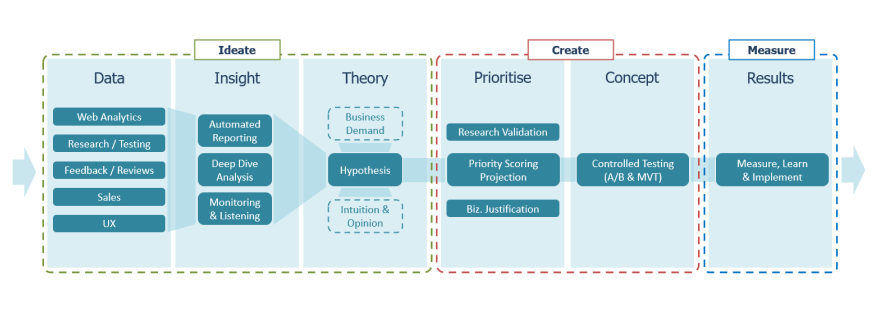 Ideate
Create
Measure
Data
Insight
Theory
Prioritise
Concept
Results
Web Analytics
Research / Testing
Feedback / Reviews
Sales
UX
Automated
Reporting
Deep Dive
Analysis
Monitoring
& Listening
Business
Demand
Hypothesis
Intuition &
Opinion
Research Validation
Priority Scoring
Projection
Biz. Justification
Controlled Testing
(A/B & MVT)
Measure, Learn
& Implement